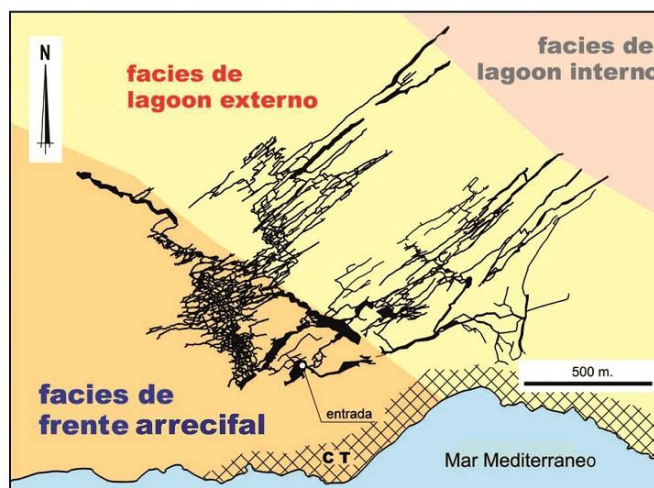 N
facies de
lagoon externo
facies de
lagoon interno
facies de
frente arrecifal
entrada
500 m.
C T
Mar Mediterraneo